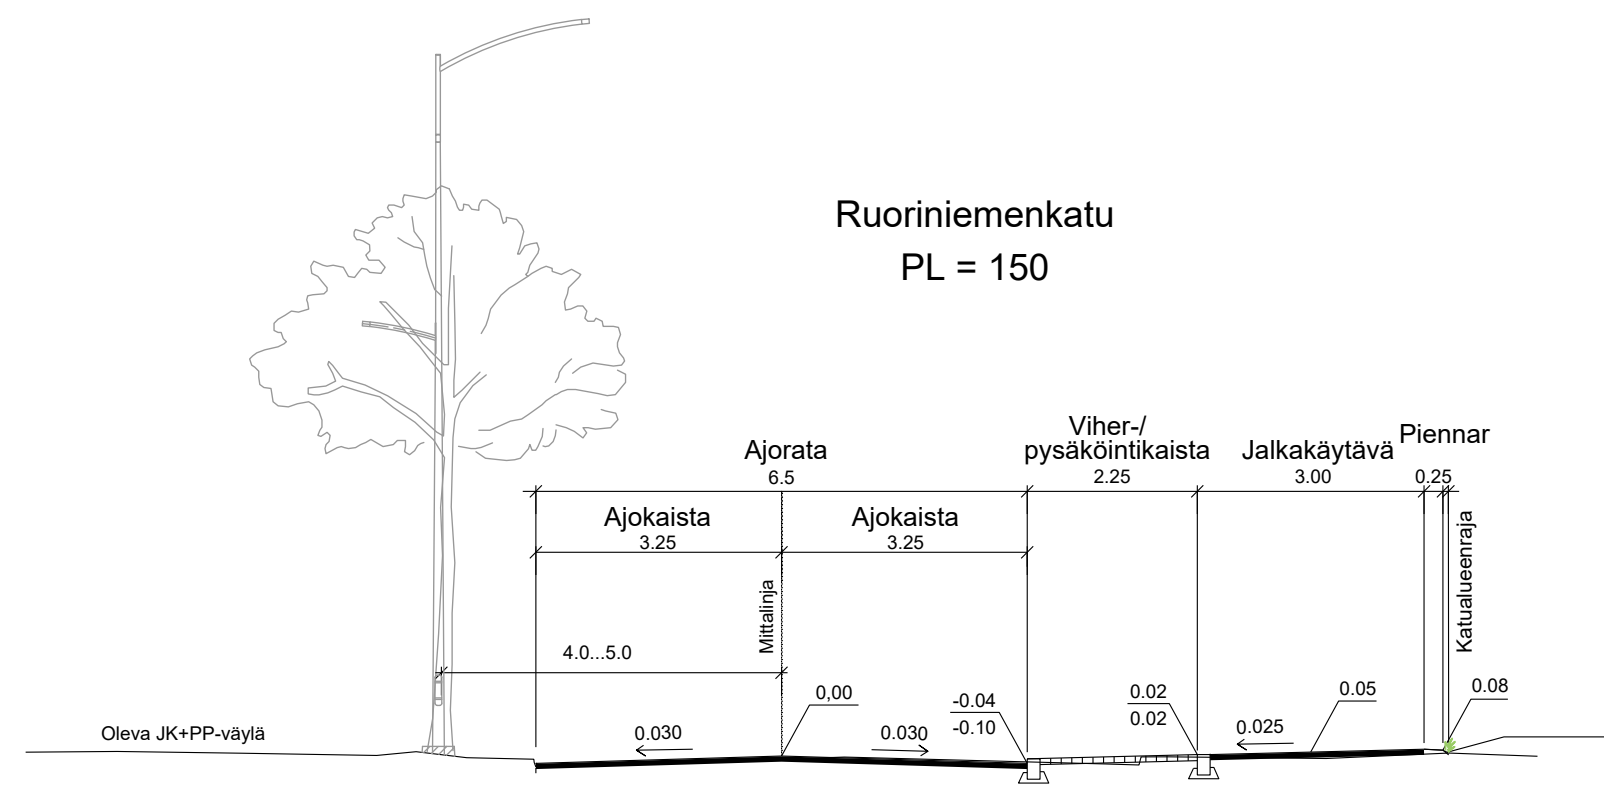 Ruoriniemenkatu
PL = 150
Viher-/
Ajorata
pysäköintikaista
Jalkakäytävä
Piennar
6.5
2.25
3.00
0.25
Ajokaista
Ajokaista
3.25
3.25
Mittalinja
Katualueenraja
4.0...5.0
0,00
-0.04
-0.10
0.02
0.02
0.05
0.08
Oleva JK+PP-väylä
0.030
0.030
0.025